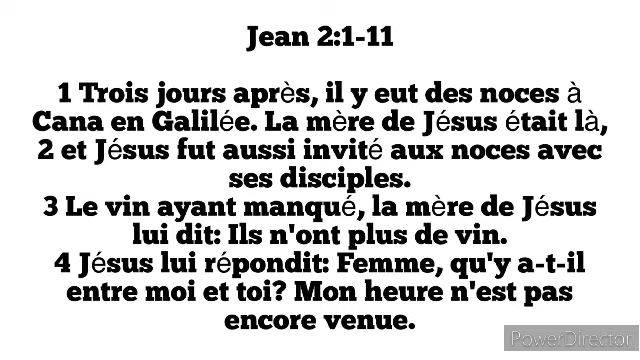 Jean 2:1-11
1 Trois jours après, il y eut des noces à
Cana en Galilée. La mère de Jésus était là,
2 et Jésus fut aussi invité aux noces avec
ses disciples.
3 Le vin ayant manqué, la mère de Jésus
lui dit: Ils n'ont plus de vin.
4 Jésus lui répondit: Femme, qu'y a-t-il
entre moi et toi? Mon heure n'est pas
encore venue.
PowerDirector